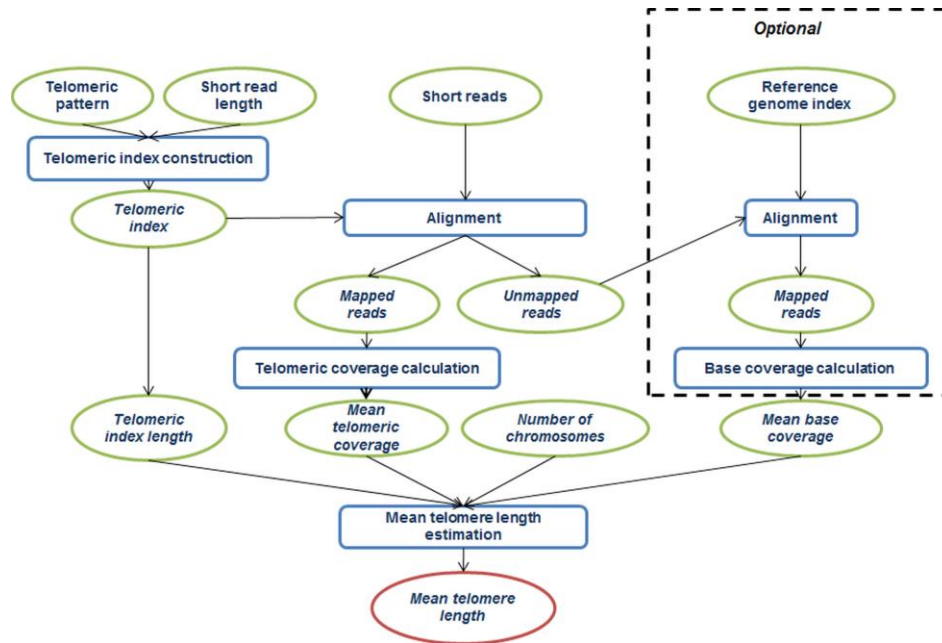 Optional
Telomeric
pattern
Short read
length
Short reads
Reference
genome index
Telomeric index construction
Telomeric
index
Alignment
Alignment
Mapped
reads
Unmapped
reads
Mapped
reads
Telomeric coverage calculation
Base coverage calculation
Telomeric
index length
Mean
telomeric
coverage
Number of
chromosomes
Mean base
coverage
Mean telomere length
estimation
Mean telomere
length